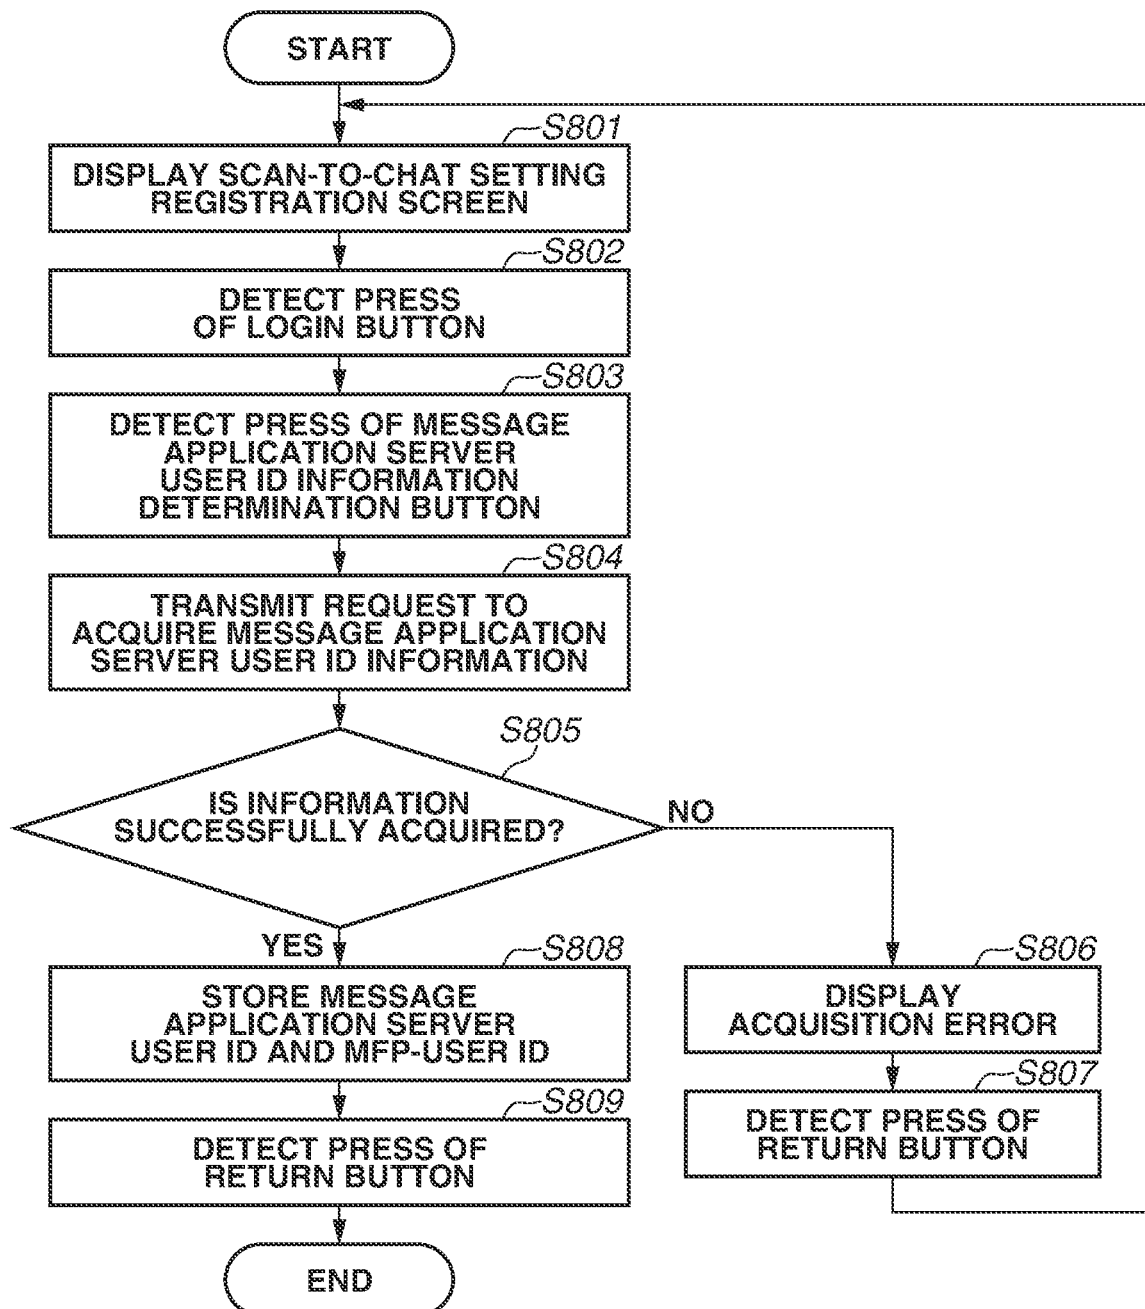 START
S801
DISPLAY SCAN-TO-CHAT SETTING
REGISTRATION SCREEN
S802
DETECT PRESS
OF LOGIN BUTTON
S803
DETECT PRESS OF MESSAGE
APPLICATION SERVER
USER ID INFORMATION
DETERMINATION BUTTON
S804
TRANSMIT REQUEST TO
ACQUIRE MESSAGE APPLICATION
SERVER USER ID INFORMATION
S805
IS INFORMATION
SUCCESSFULLY ACQUIRED?
NO
YES
S808
STORE MESSAGE
APPLICATION SERVER
USER ID AND MFP-USER ID
S806
DISPLAY
ACQUISITION ERROR
S809
DETECT PRESS OF
RETURN BUTTON
S807
DETECT PRESS OF
RETURN BUTTON
END